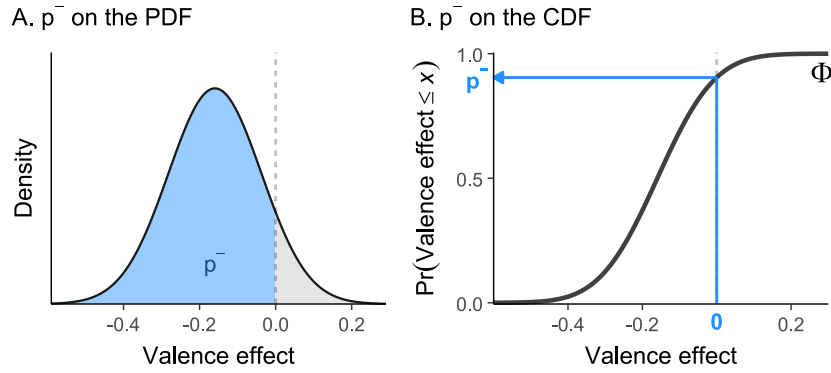 A. p⁻ on the PDF
Density
p⁻
-0.4
-0.2
0.0
0.2
Valence effect
B. p⁻ on the CDF
Pr(Valence effect ≤ x)
1.0
p⁻
0.5
0.0
Φ
-0.4
-0.2
0
0.2
Valence effect